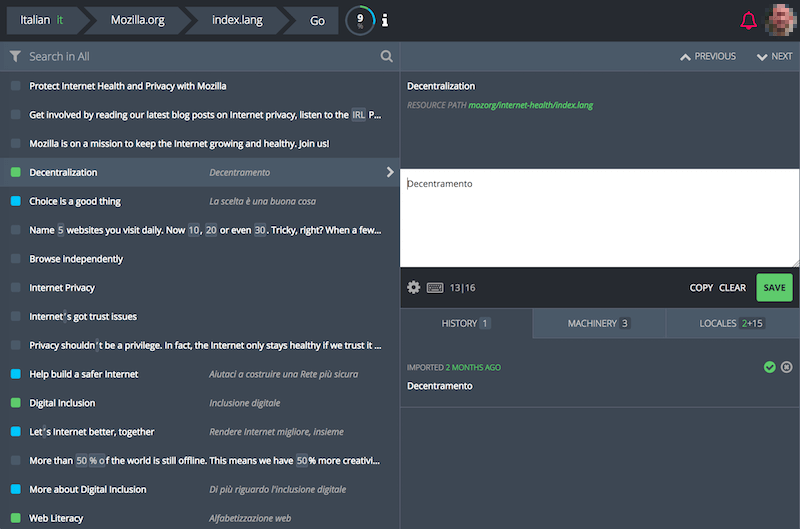 Italian it
Mozilla.org
index.lang
Go
9
%
i
Search in All
Protect Internet Health and Privacy with Mozilla
Get involved by reading our latest blog posts on Internet privacy, listen to the IRL P...
Mozilla is on a mission to keep the Internet growing and healthy. Join us!
Decentralization Decentramento
Choice is a good thing La scelta è una buona cosa
Name 5 websites you visit daily. Now 10, 20 or even 30. Tricky, right? When a few...
Browse Independently
Internet Privacy
Internet's got trust issues
Privacy shouldn't be a privilege. In fact, the Internet only stays healthy if we trust it ...
Help build a safer Internet Aiutaci a costruire una Rete più sicura
Digital Inclusion Inclusione digitale
Let's Internet better, together Rendere Internet migliore, insieme
More than 50 % of the world is still offline. This means we have 50% more creativi...
More about Digital Inclusion Di più riguardo l'inclusione digitale
Web Literacy Alfabetizzazione web
PREVIOUS NEXT
Decentralization
RESOURCE PATH mozorg/internet-health/index.lang
Decentramento
13|16
COPY CLEAR SAVE
HISTORY 1
MACHINERY 3
LOCALES 2+15
IMPORTED 2 MONTHS AGO
Decentramento